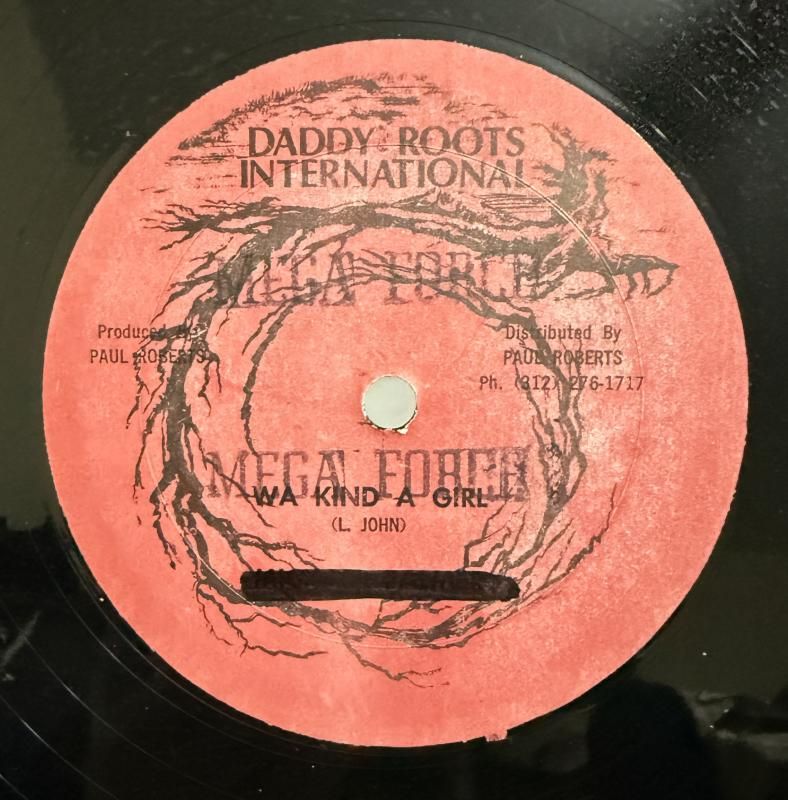 DADDY ROOTS
INTERNATIONAL
MEGA FORCE
Produced By
PAUL ROBERTS
Distributed By
PAUL ROBERTS
Ph. (312) 276-1717
MEGA FORCE
WA KIND A GIRL
(L. JOHN)